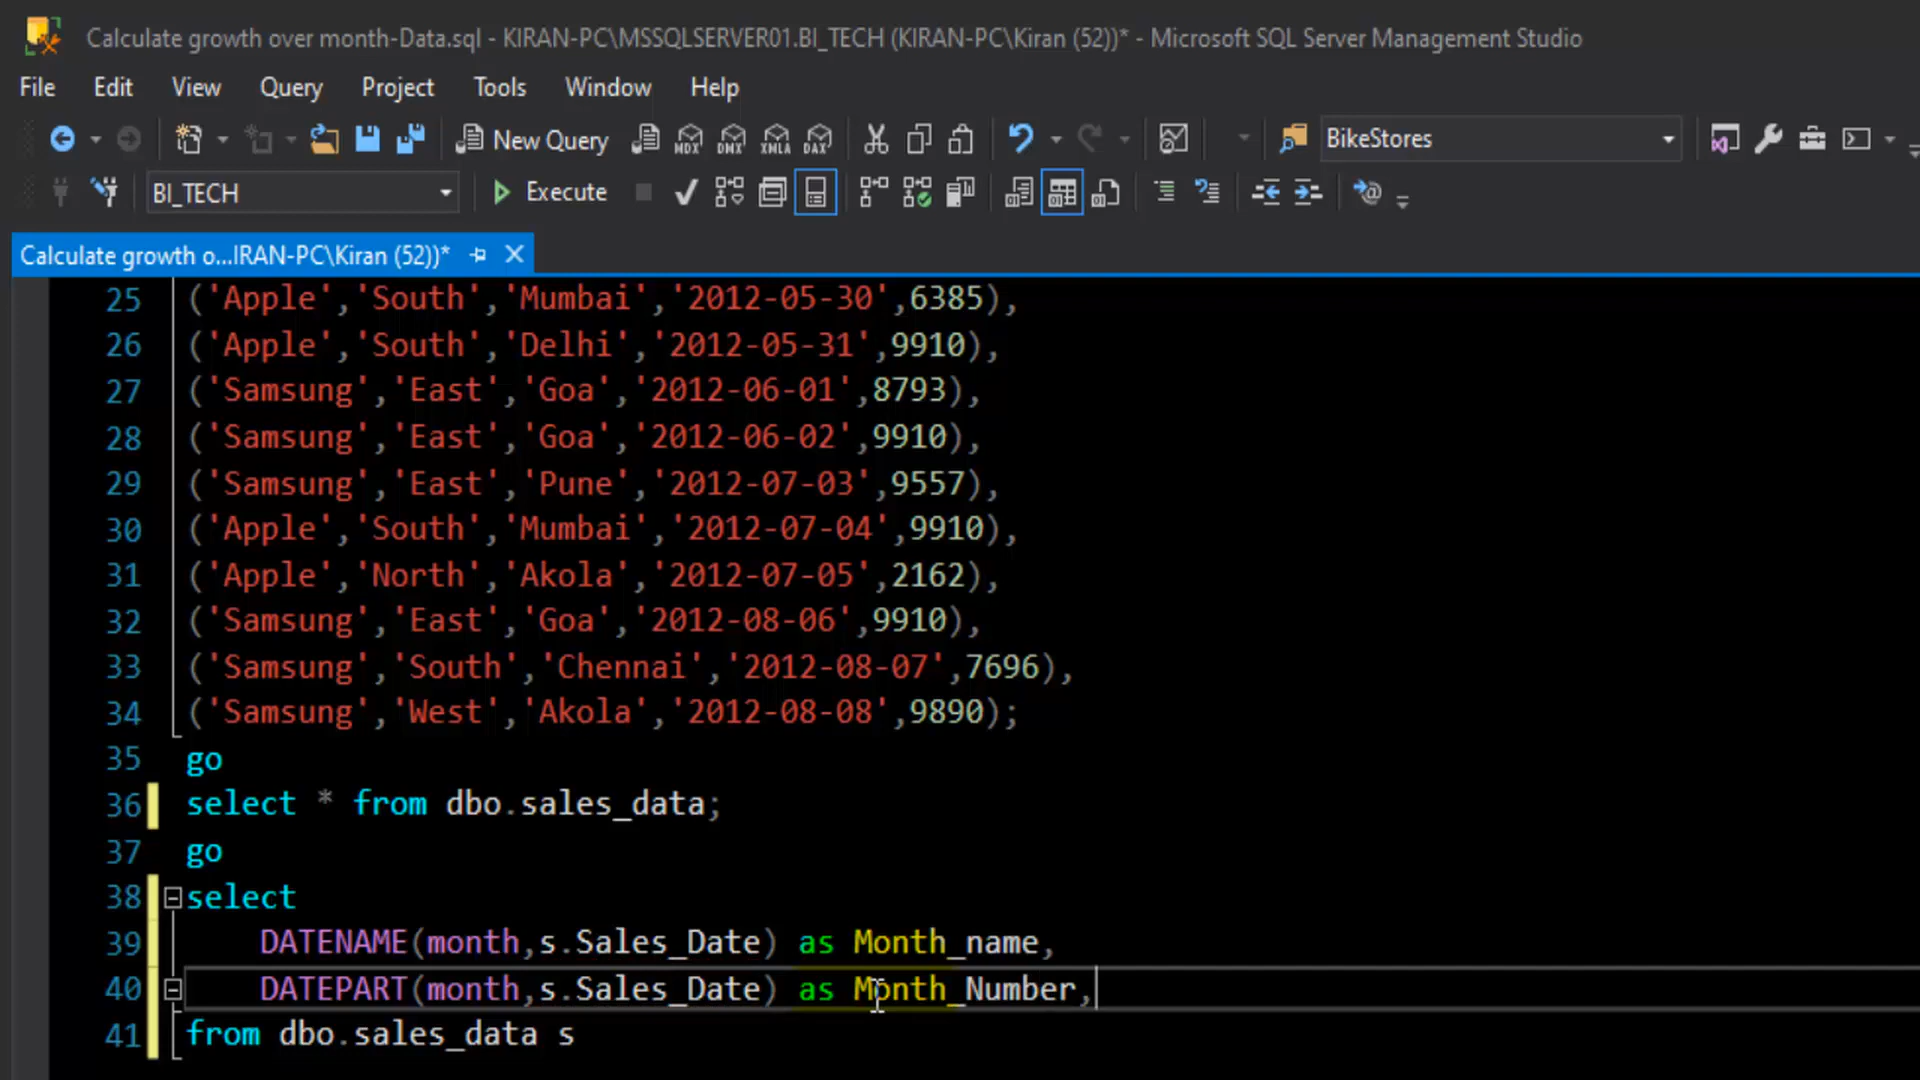 Calculate growth over month-Data.sql - KIRAN-PC\MSSQLSERVER01.BI_TECH (KIRAN-PC\Kiran (52))* - Microsoft SQL Server Management Studio
File Edit View Query Project Tools Window Help
New Query MDX DMX XMLA DAX BikeStores
BI_TECH Execute
Calculate growth o...IRAN-PC\Kiran (52))*
25 ('Apple','South','Mumbai','2012-05-30',6385),
26 ('Apple','South','Delhi','2012-05-31',9910),
27 ('Samsung','East','Goa','2012-06-01',8793),
28 ('Samsung','East','Goa','2012-06-02',9910),
29 ('Samsung','East','Pune','2012-07-03',9557),
30 ('Apple','South','Mumbai','2012-07-04',9910),
31 ('Apple','North','Akola','2012-07-05',2162),
32 ('Samsung','East','Goa','2012-08-06',9910),
33 ('Samsung','South','Chennai','2012-08-07',7696),
34 ('Samsung','West','Akola','2012-08-08',9890);
35 go
36 select * from dbo.sales_data;
37 go
38 select
39 DATENAME(month,s.Sales_Date) as Month_name,
40 DATEPART(month,s.Sales_Date) as Month_Number,
41 from dbo.sales_data s